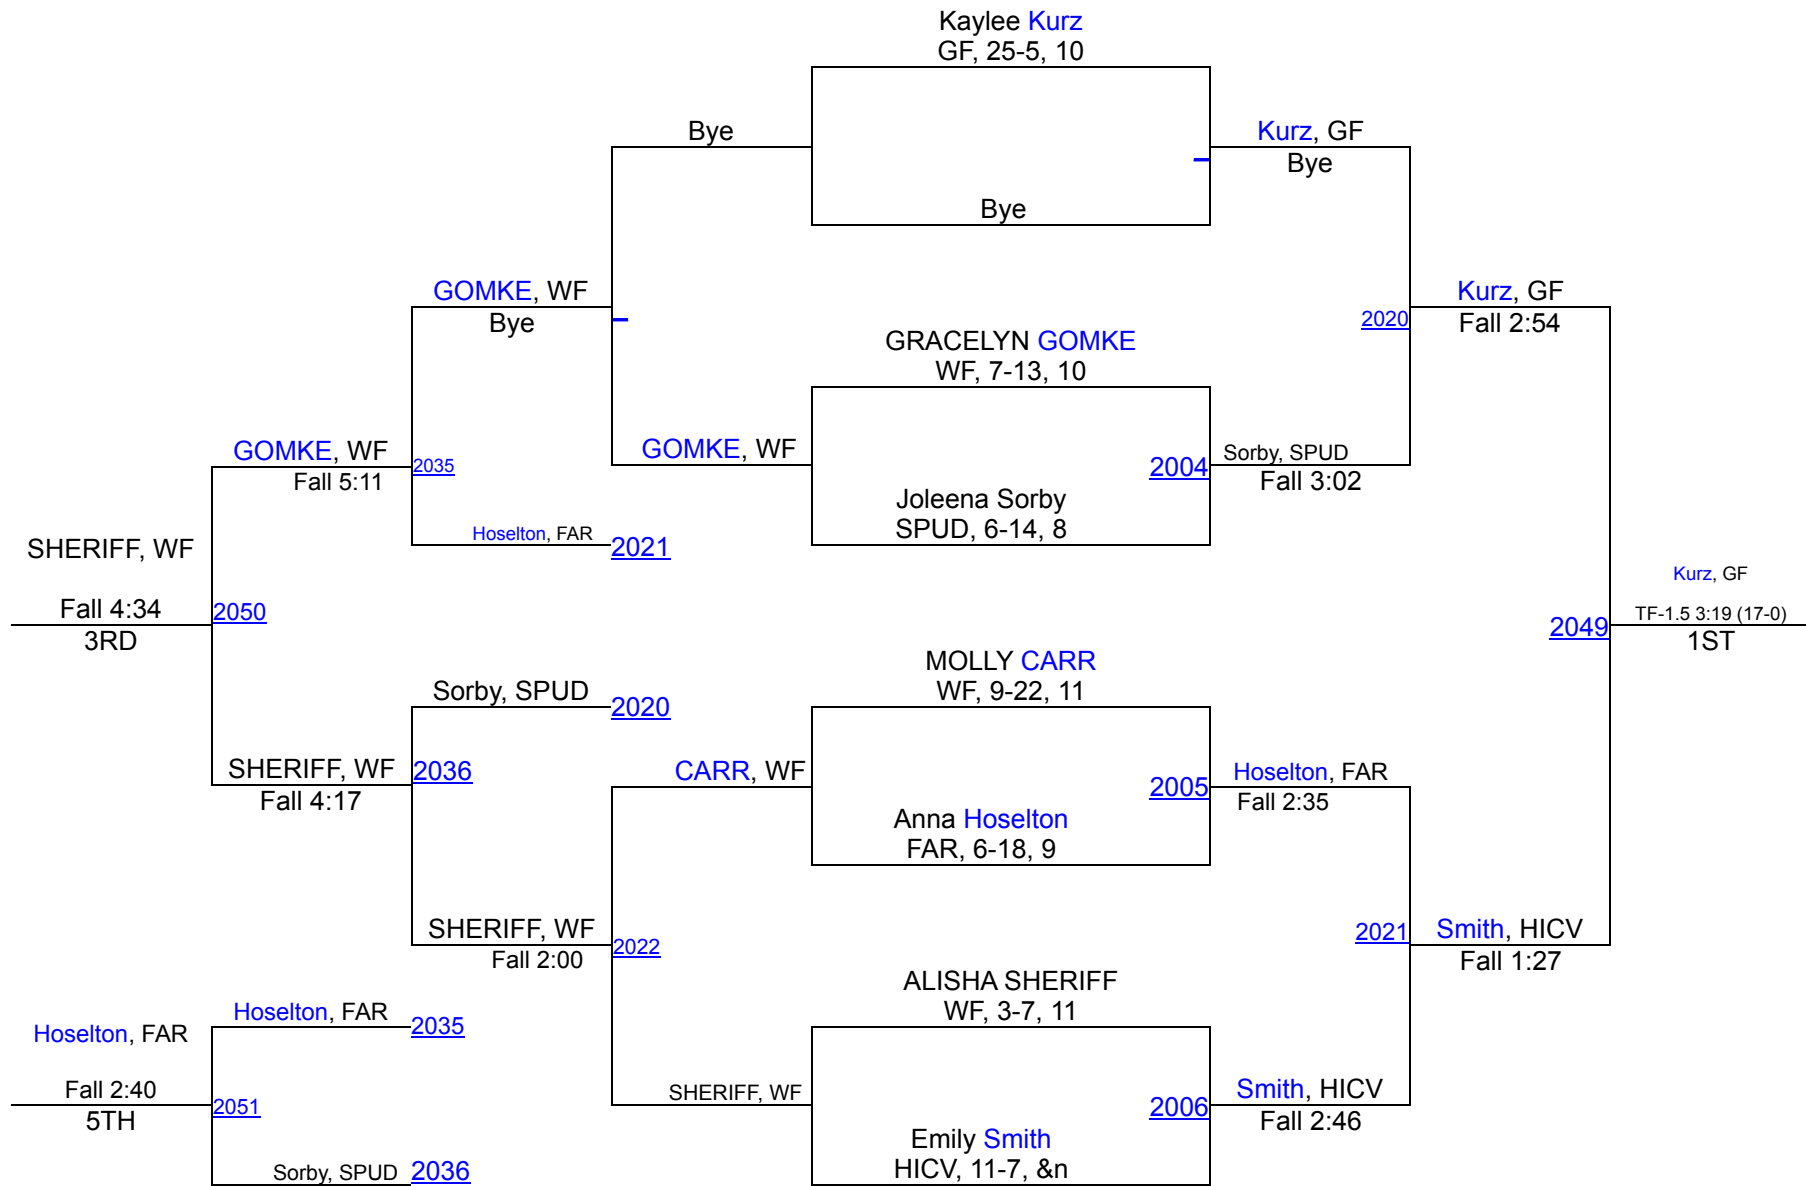 Kaylee Kurz
GF, 25-5, 10
Bye
Kurz, GF
Bye
Bye
GOMKE, WF
Bye
Kurz, GF
2020
Fall 2:54
GRACELYN GOMKE
WF, 7-13, 10
GOMKE, WF
Fall 5:11
2035
GOMKE, WF
2004
Sorby, SPUD
Fall 3:02
Joleena Sorby
SPUD, 6-14, 8
Hoselton, FAR
2021
SHERIFF, WF
Fall 4:34
3RD
2050
Kurz, GF
TF-1.5 3:19 (17-0)
1ST
2049
MOLLY CARR
WF, 9-22, 11
Sorby, SPUD
2020
SHERIFF, WF
Fall 4:17
2036
CARR, WF
2005
Hoselton, FAR
Fall 2:35
Anna Hoselton
FAR, 6-18, 9
SHERIFF, WF
Fall 2:00
2022
2021
Smith, HICV
Fall 1:27
ALISHA SHERIFF
WF, 3-7, 11
Hoselton, FAR
Hoselton, FAR
2035
Fall 2:40
5TH
2051
SHERIFF, WF
2006
Smith, HICV
Fall 2:46
Emily Smith
HICV, 11-7, &n
Sorby, SPUD
2036